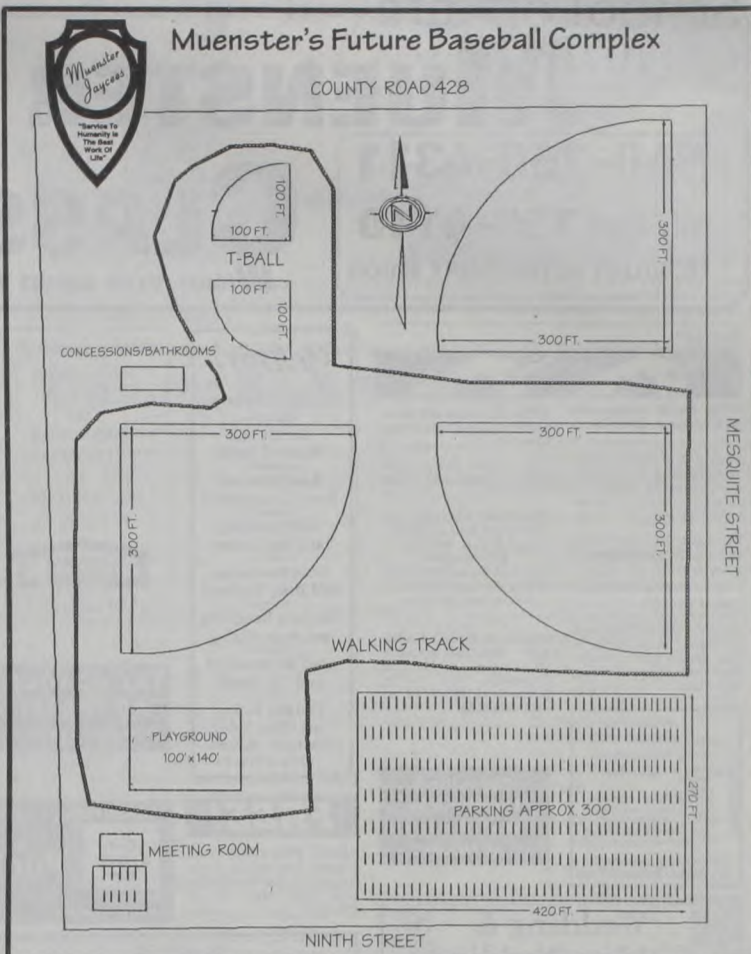 Muenster's Future Baseball Complex
Muenster
Jaycees
"Service To
Humanity Is
The Best
Work Of
Life"
COUNTY ROAD 428
100 FT.
100 FT.
T-BALL
100 FT.
100 FT.
N
300 FT.
300 FT.
CONCESSIONS/BATHROOMS
300 FT.
300 FT.
300 FT.
300 FT.
MESQUITE STREET
WALKING TRACK
PLAYGROUND
100' x 140'
PARKING APPROX 300
270 FT
420 FT.
MEETING ROOM
NINTH STREET